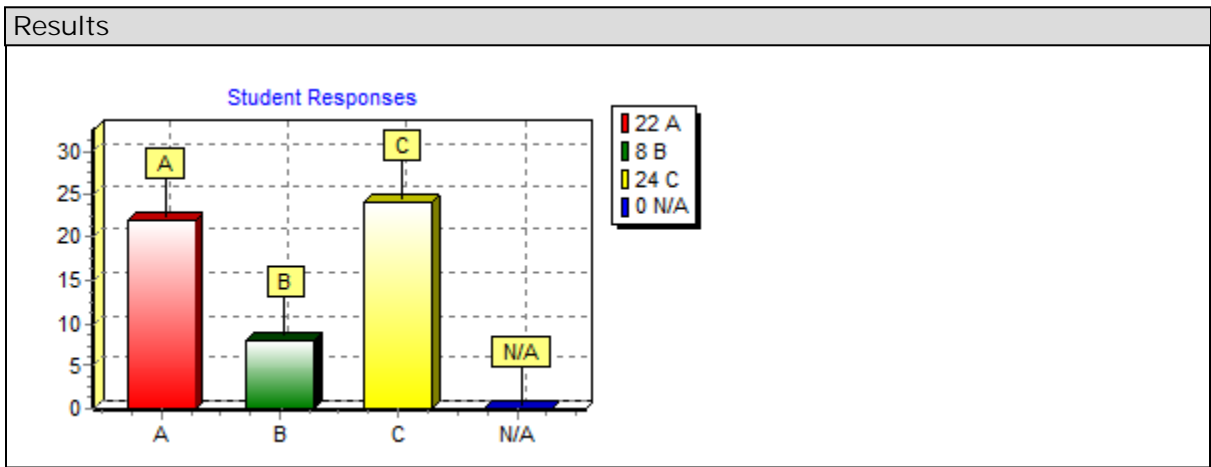 Results
Student Responses
22 A
8 B
24 C
0 N/A
30
25
20
15
10
5
0
A
B
C
N/A
A
B
C
N/A